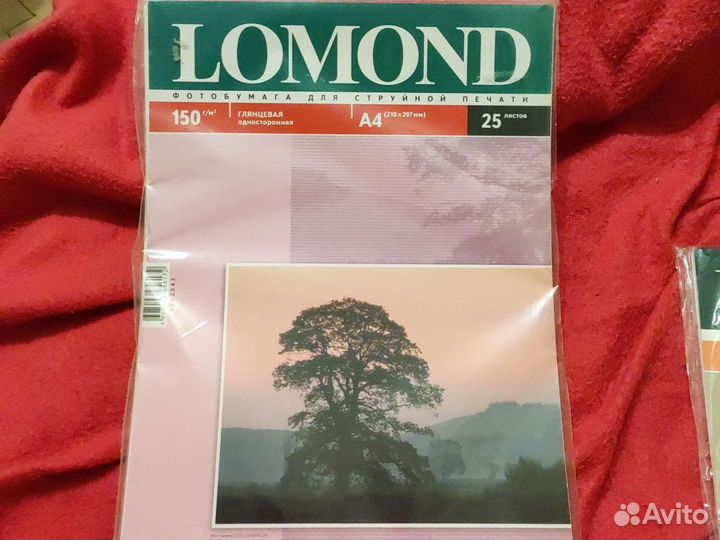 LOMOND
ФОТОБУМАГА ДЛЯ СТРУЙНОЙ ПЕЧАТИ
150 г/м²
ГЛЯНЦЕВАЯ
односторонняя
A4 (210 x 297 мм)
25 листов
Avito